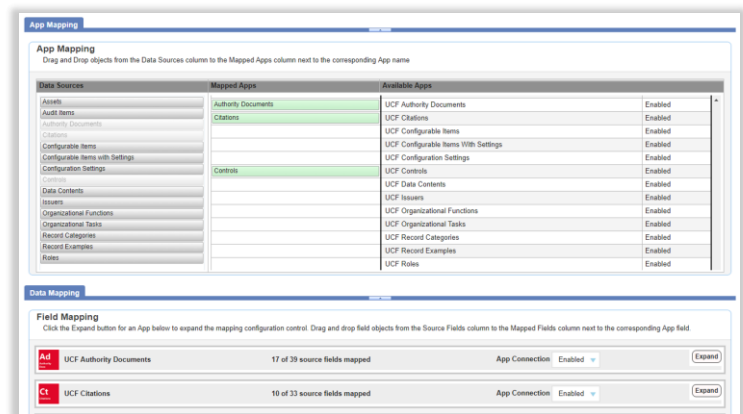 App Mapping
App Mapping
Drag and Drop objects from the Data Sources column to the Mapped Apps column next to the corresponding App name
Data Sources Mapped Apps Available Apps
Assets
Audit Items
Authority Documents
Citations
Configurable Items
Configurable Items with Settings
Configuration Settings
Controls
Data Contents
Issuers
Organizational Functions
Organizational Tasks
Record Categories
Record Examples
Roles
Authority Documents
Citations
Controls
UCF Authority Documents Enabled
UCF Citations Enabled
UCF Configurable Items Enabled
UCF Configurable Items With Settings Enabled
UCF Configuration Settings Enabled
UCF Controls Enabled
UCF Data Contents Enabled
UCF Issuers Enabled
UCF Organizational Functions Enabled
UCF Organizational Tasks Enabled
UCF Record Categories Enabled
UCF Record Examples Enabled
UCF Roles Enabled
Data Mapping
Field Mapping
Click the Expand button for an App below to expand the mapping configuration control. Drag and drop field objects from the Source Fields column to the Mapped Fields column next to the corresponding App field.
Ad UCF Authority Documents 17 of 39 source fields mapped App Connection Enabled Expand
Ct UCF Citations 10 of 33 source fields mapped App Connection Enabled Expand